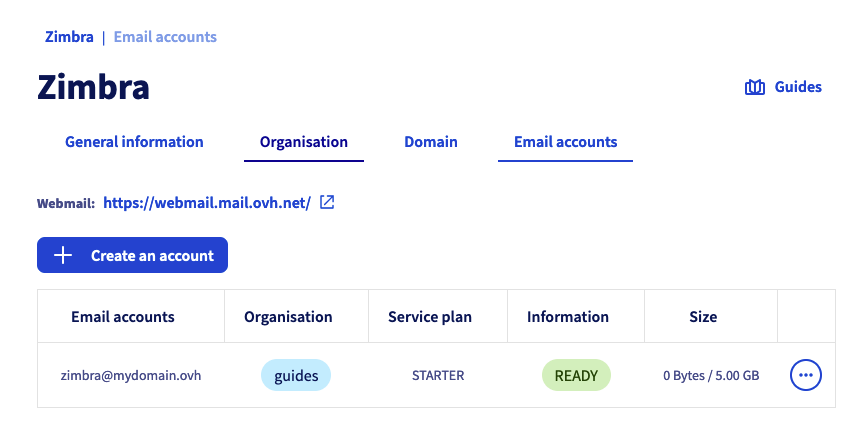 Zimbra | Email accounts
Zimbra
Guides
General information Organisation Domain Email accounts
Webmail: https://webmail.mail.ovh.net/
Create an account
Email accounts Organisation Service plan Information Size
zimbra@mydomain.ovh guides STARTER READY 0 Bytes / 5.00 GB